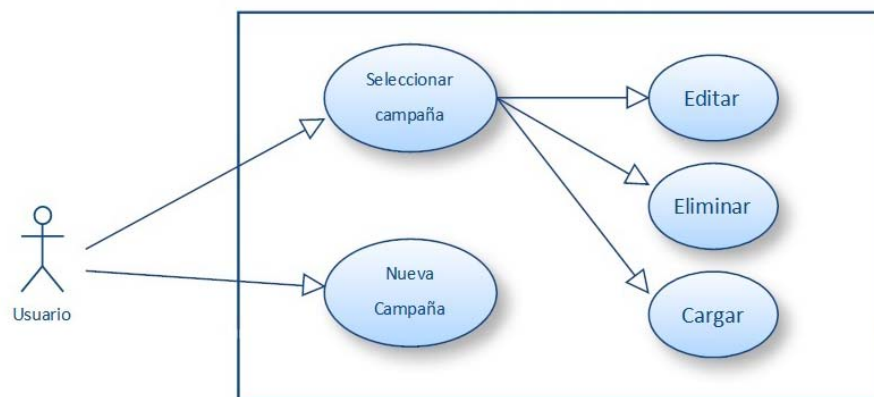 Seleccionar
campaña
Editar
Eliminar
Usuario
Nueva
Campaña
Cargar